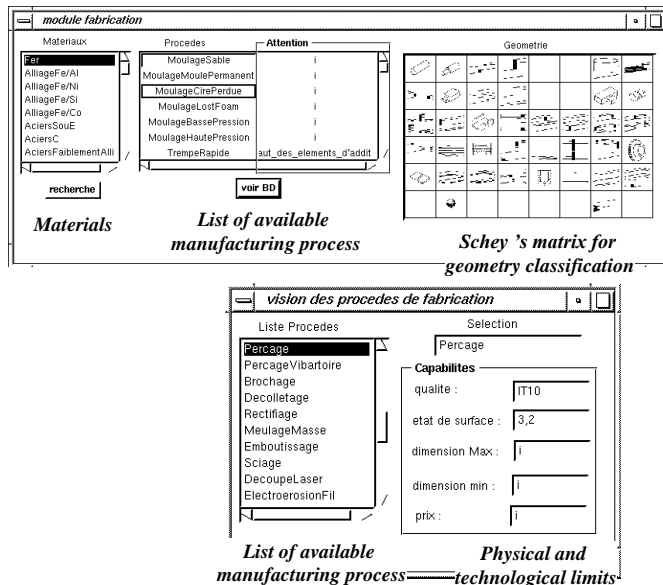 module fabrication
Materiaux
Procedes
Attention
Geometrie
Fer
AlliageFe/Al
AlliageFe/Ni
AlliageFe/Si
AlliageFe/Co
AciersSouE
AciersC
AciersFaiblementAlli
MoulageSable
i
MoulageMoulePermanent
i
MoulageCirePerdue
i
MoulageLostFoam
i
MoulageBassePression
i
MoulageHautePression
i
TrempeRapide
aut_des_elements_d'addit
recherche
voir BD
Materials
List of available
manufacturing process
Schey 's matrix for
geometry classification
vision des procedes de fabrication
Liste Procedes
Selection
Percage
PercageVibartoire
Brochage
Decolletage
Rectifiage
MeulageMasse
Emboutissage
Sciage
DecoupeLaser
ElectroerosionFil
Percage
Capabilites
qualite : IT10
etat de surface : 3,2
dimension Max : i
dimension min : i
prix : i
List of available
manufacturing process
Physical and
technological limits